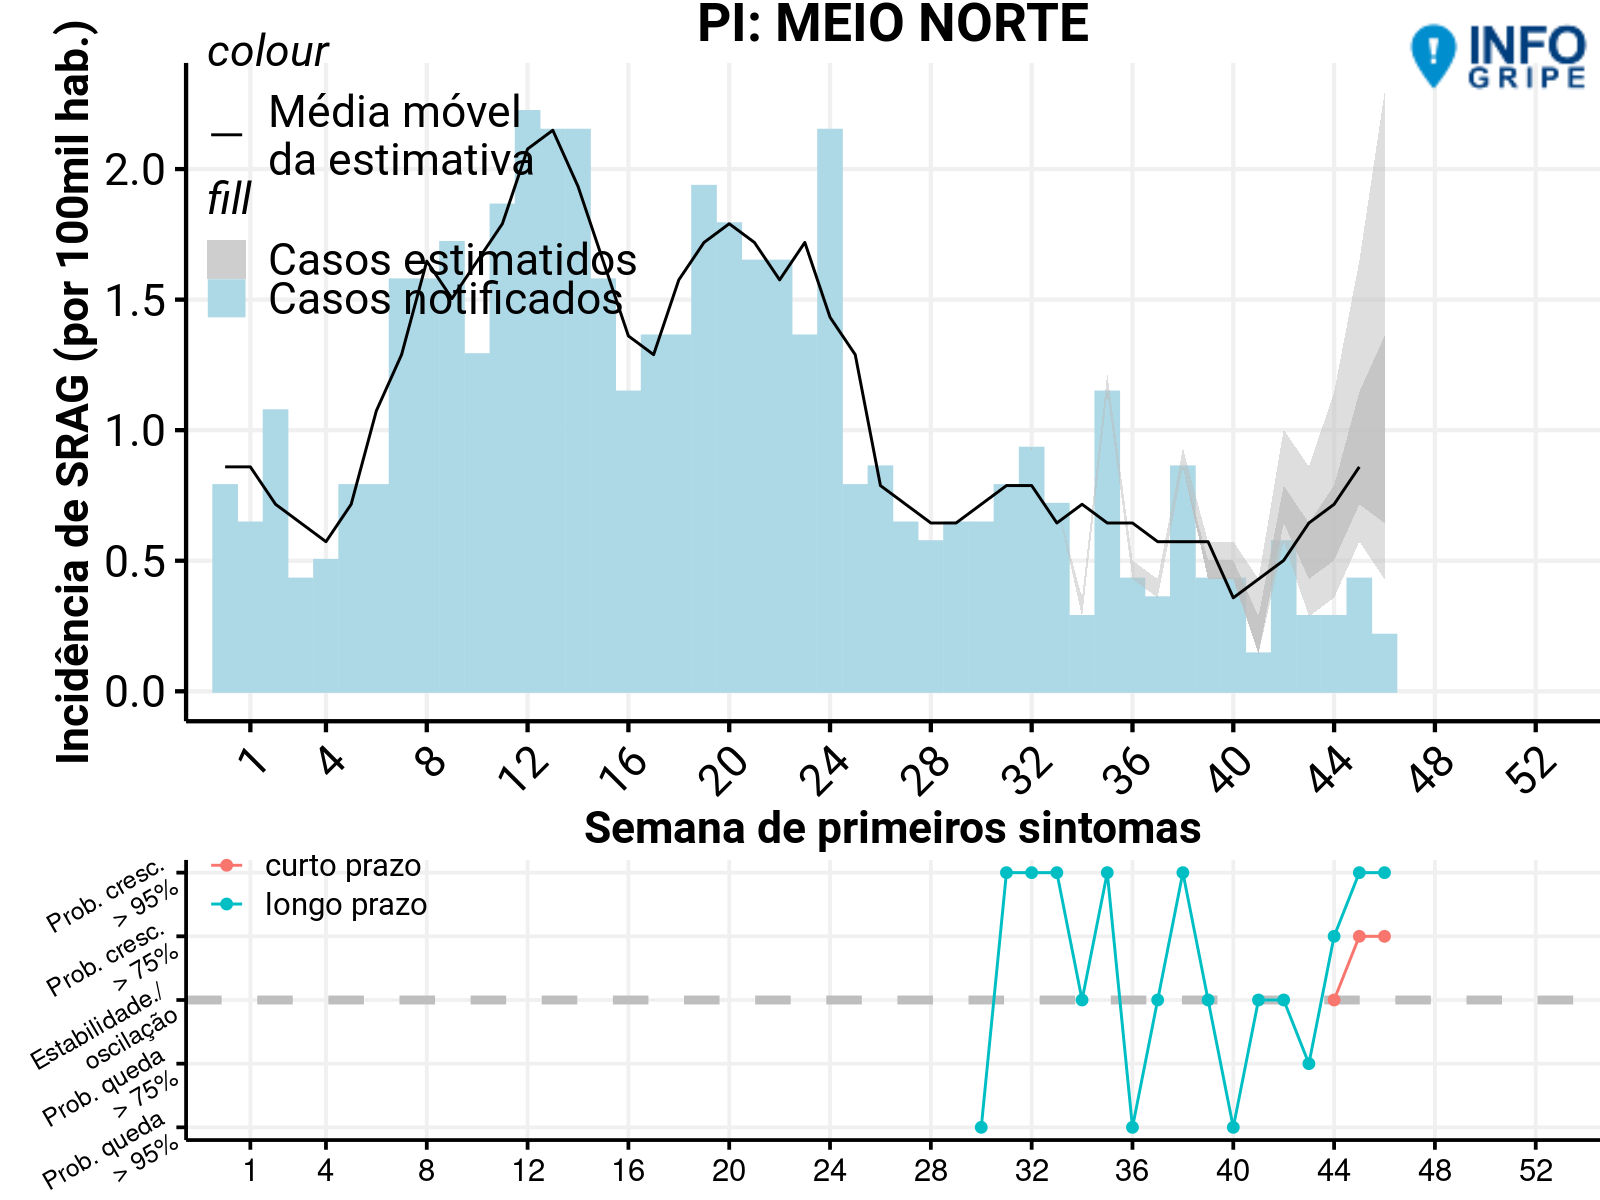 PI: MEIO NORTE
INFO
GRIPE
Incidência de SRAG (por 100mil hab.)
colour
Média móvel
da estimativa
fill
Casos estimatidos
Casos notificados
2.0
1.5
1.0
0.5
0.0
1 4 8 12 16 20 24 28 32 36 40 44 48 52
Semana de primeiros sintomas
curto prazo
longo prazo
Prob. cresc.
> 95%
Prob. cresc.
> 75%
Estabilidade./
oscilação
Prob. queda
> 75%
Prob. queda
> 95%
1 4 8 12 16 20 24 28 32 36 40 44 48 52